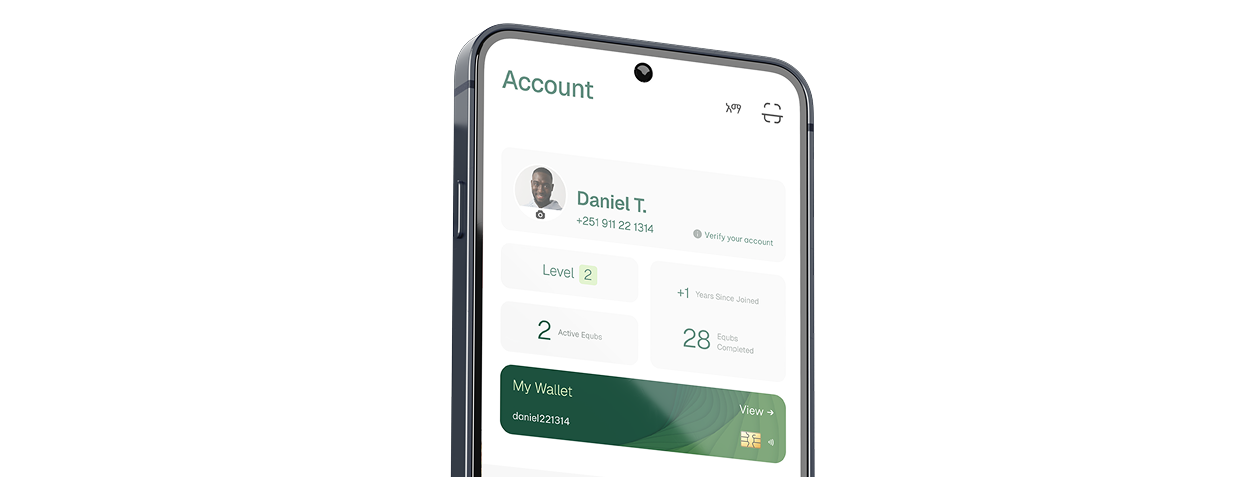 Account
አማ
Daniel T.
+251 911 22 1314
Verify your account
Level 2
+1 Years Since Joined
2 Active Equbs
28 Equbs
Completed
My Wallet
View →
daniel221314